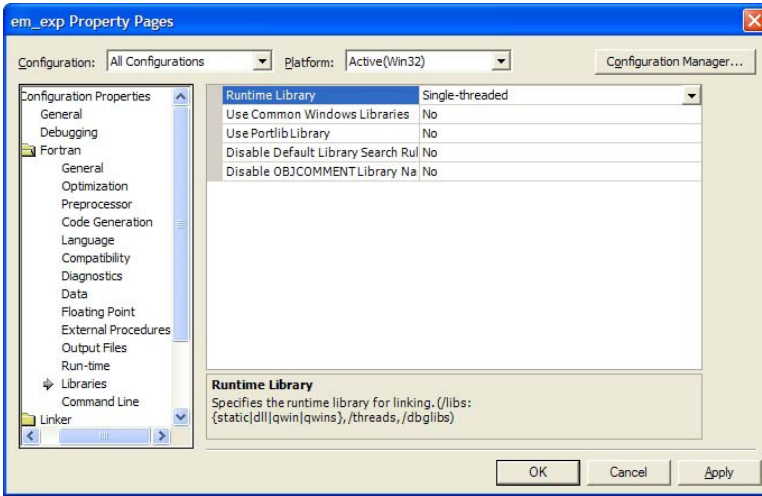 em_exp Property Pages
Configuration: All Configurations Platform: Active(Win32) Configuration Manager...
Configuration Properties
General
Debugging
Fortran
General
Optimization
Preprocessor
Code Generation
Language
Compatibility
Diagnostics
Data
Floating Point
External Procedures
Output Files
Run-time
Libraries
Command Line
Linker
Runtime Library Single-threaded
Use Common Windows Libraries No
Use Portlib Library No
Disable Default Library Search Rul No
Disable OBJCOMMENT Library Na No
Runtime Library
Specifies the runtime library for linking. (/libs:
{static|dll|qwin|qwins},/threads,/dbglibs)
OK Cancel Apply